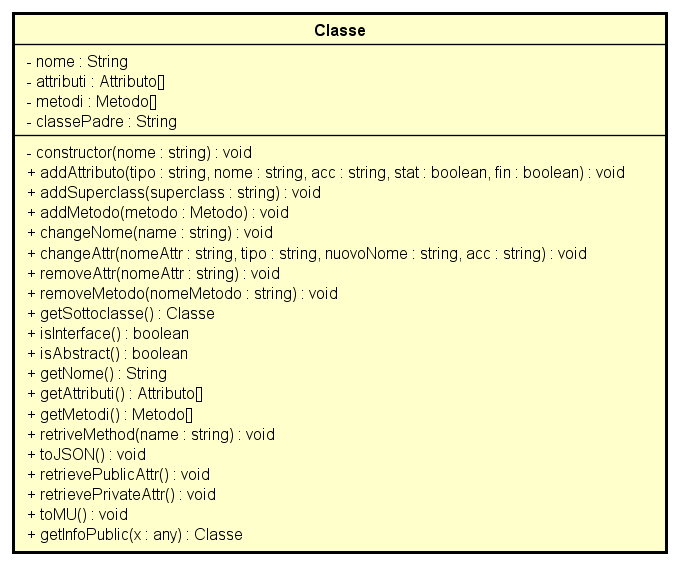 Classe
- nome : String
- attributi : Attributo[]
- metodi : Metodo[]
- classePadre : String
- constructor(nome : string) : void
+ addAttributo(tipo : string, nome : string, acc : string, stat : boolean, fin : boolean) : void
+ addSuperclass(superclass : string) : void
+ addMetodo(metodo : Metodo) : void
+ changeNome(name : string) : void
+ changeAttr(nomeAttr : string, tipo : string, nuovoNome : string, acc : string) : void
+ removeAttr(nomeAttr : string) : void
+ removeMetodo(nomeMetodo : string) : void
+ getSottoclasse() : Classe
+ isInterface() : boolean
+ isAbstract() : boolean
+ getNome() : String
+ getAttributi() : Attributo[]
+ getMetodi() : Metodo[]
+ retriveMethod(name : string) : void
+ toJSON() : void
+ retrievePublicAttr() : void
+ retrievePrivateAttr() : void
+ toMU() : void
+ getInfoPublic(x : any) : Classe